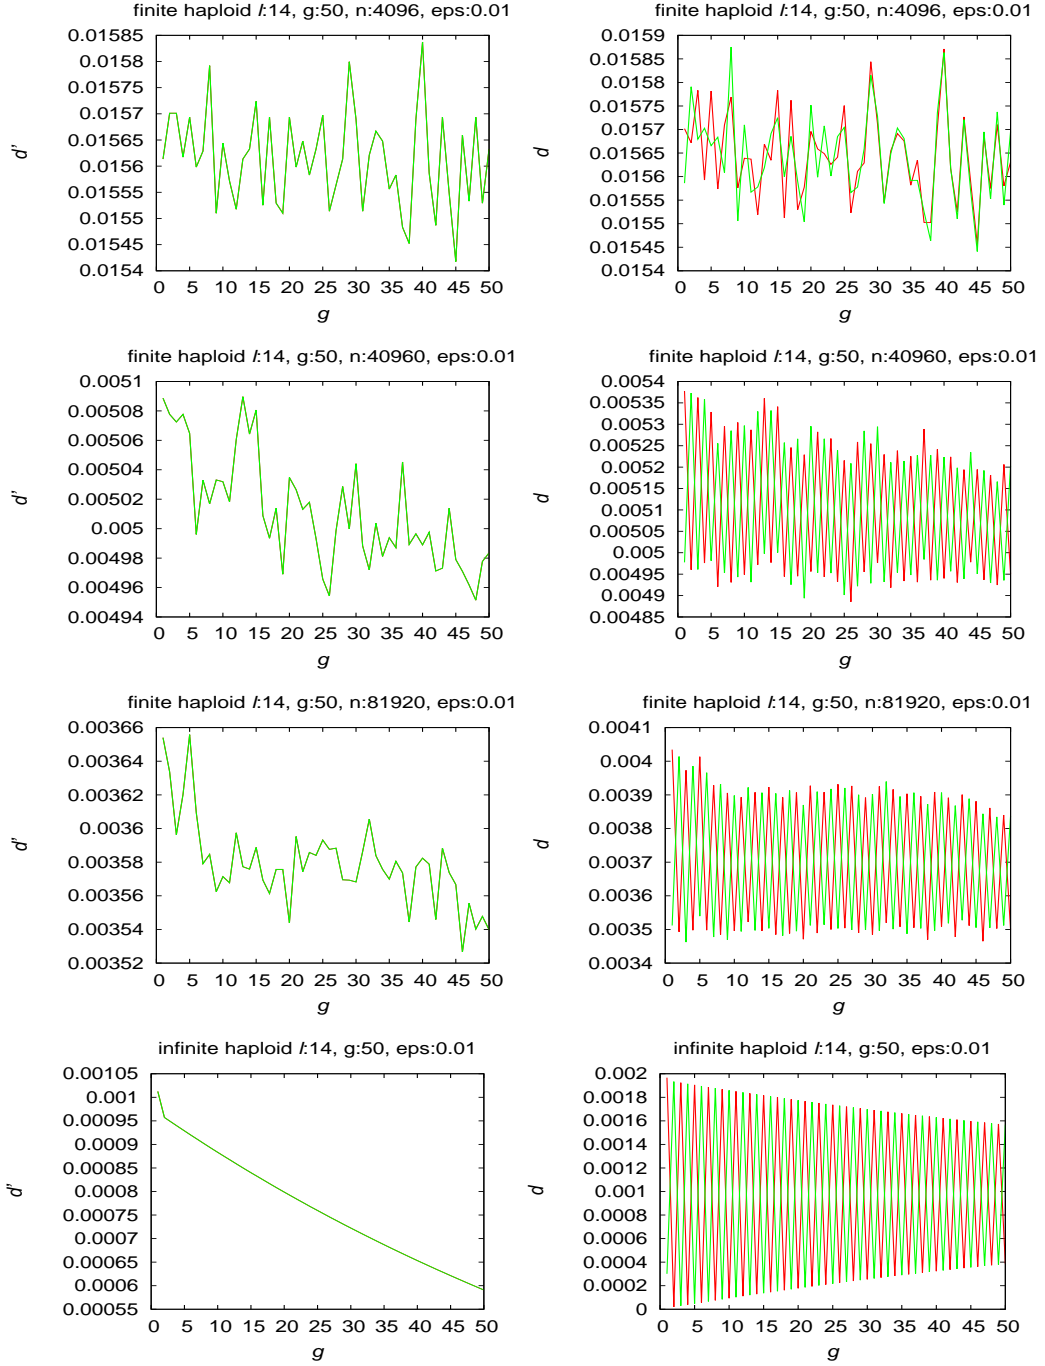 finite haploid l:14, g:50, n:4096, eps:0.01
0.01585
0.0158
0.01575
0.0157
0.01565
0.0156
0.01555
0.0155
0.01545
0.0154
d'
0 5 10 15 20 25 30 35 40 45 50
g
finite haploid l:14, g:50, n:4096, eps:0.01
0.0159
0.01585
0.0158
0.01575
0.0157
0.01565
0.0156
0.01555
0.0155
0.01545
0.0154
d
0 5 10 15 20 25 30 35 40 45 50
g
finite haploid l:14, g:50, n:40960, eps:0.01
0.0051
0.00508
0.00506
0.00504
0.00502
0.005
0.00498
0.00496
0.00494
d'
0 5 10 15 20 25 30 35 40 45 50
g
finite haploid l:14, g:50, n:40960, eps:0.01
0.0054
0.00535
0.0053
0.00525
0.0052
0.00515
0.0051
0.00505
0.005
0.00495
0.0049
0.00485
d
0 5 10 15 20 25 30 35 40 45 50
g
finite haploid l:14, g:50, n:81920, eps:0.01
0.00366
0.00364
0.00362
0.0036
0.00358
0.00356
0.00354
0.00352
d'
0 5 10 15 20 25 30 35 40 45 50
g
finite haploid l:14, g:50, n:81920, eps:0.01
0.0041
0.004
0.0039
0.0038
0.0037
0.0036
0.0035
0.0034
d
0 5 10 15 20 25 30 35 40 45 50
g
infinite haploid l:14, g:50, eps:0.01
0.00105
0.001
0.00095
0.0009
0.00085
0.0008
0.00075
0.0007
0.00065
0.0006
0.00055
d'
0 5 10 15 20 25 30 35 40 45 50
g
infinite haploid l:14, g:50, eps:0.01
0.002
0.0018
0.0016
0.0014
0.0012
0.001
0.0008
0.0006
0.0004
0.0002
0
d
0 5 10 15 20 25 30 35 40 45 50
g